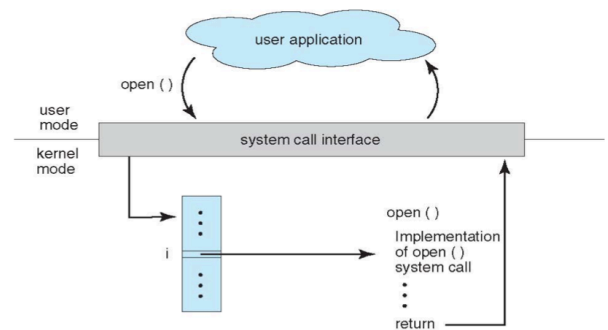 user application
open ( )
user
mode
system call interface
kernel
mode
i
open ( )
Implementation
of open ( )
system call
return